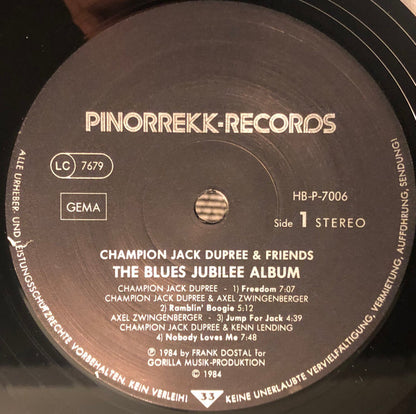 PINORREKK-RECORDS
LC 7679
GEMA
HB-P-7006
Side 1 STEREO
CHAMPION JACK DUPREE & FRIENDS
THE BLUES JUBILEE ALBUM
CHAMPION JACK DUPREE - 1) Freedom 7:07
CHAMPION JACK DUPREE & AXEL ZWINGENBERGER
2) Ramblin' Boogie 5:12
AXEL ZWINGENBERGER - 3) Jump For Jack 4:39
CHAMPION JACK DUPREE & KENN LENDING
4) Nobody Loves Me 7:48
Ⓟ 1984 by FRANK DOSTAL For
GORILLA MUSIK-PRODUKTION
© 1984
33
ALLE URHEBER- UND LEISTUNGSSCHUTZRECHTE VORBEHALTEN. KEIN VERLEIH! KEINE UNERLAUBTE VERVIELFÄLTIGUNG, VERMIETUNG, AUFFÜHRUNG, SENDUNG!